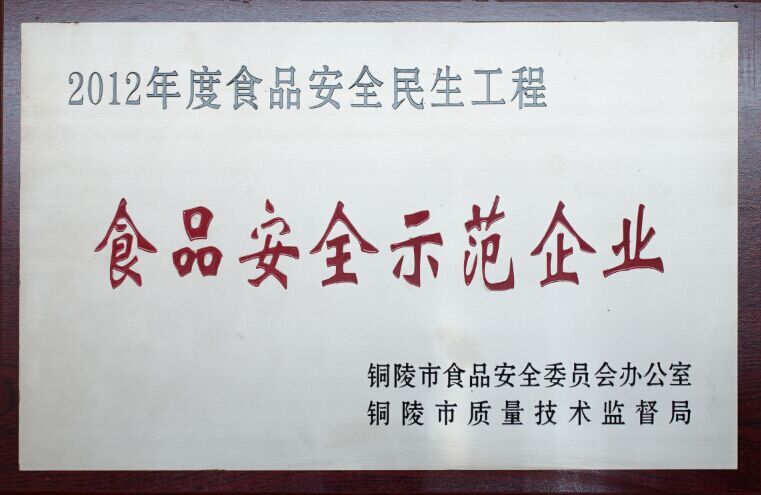 2012年度食品安全民生工程
食品安全示范企业
铜陵市食品安全委员会办公室
铜陵市质量技术监督局